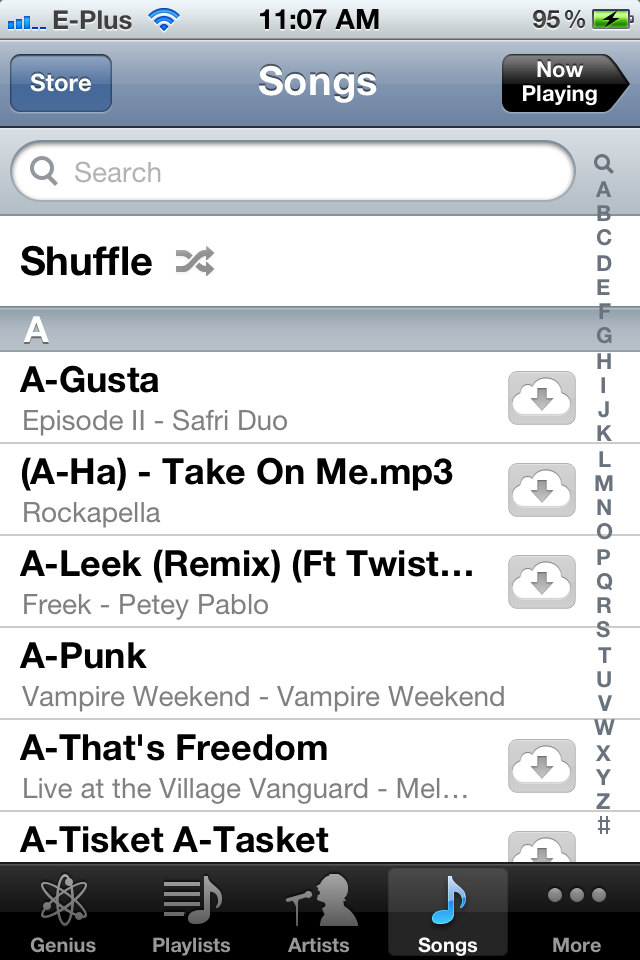 E-Plus 11:07 AM 95 %
Store Songs Now Playing
Search
Shuffle
A
A-Gusta
Episode II - Safri Duo
(A-Ha) - Take On Me.mp3
Rockapella
A-Leek (Remix) (Ft Twist...
Freek - Petey Pablo
A-Punk
Vampire Weekend - Vampire Weekend
A-That's Freedom
Live at the Village Vanguard - Mel...
A-Tisket A-Tasket
A
B
C
D
E
F
G
H
I
J
K
L
M
N
O
P
Q
R
S
T
U
V
W
X
Y
Z
#
Genius Playlists Artists Songs More